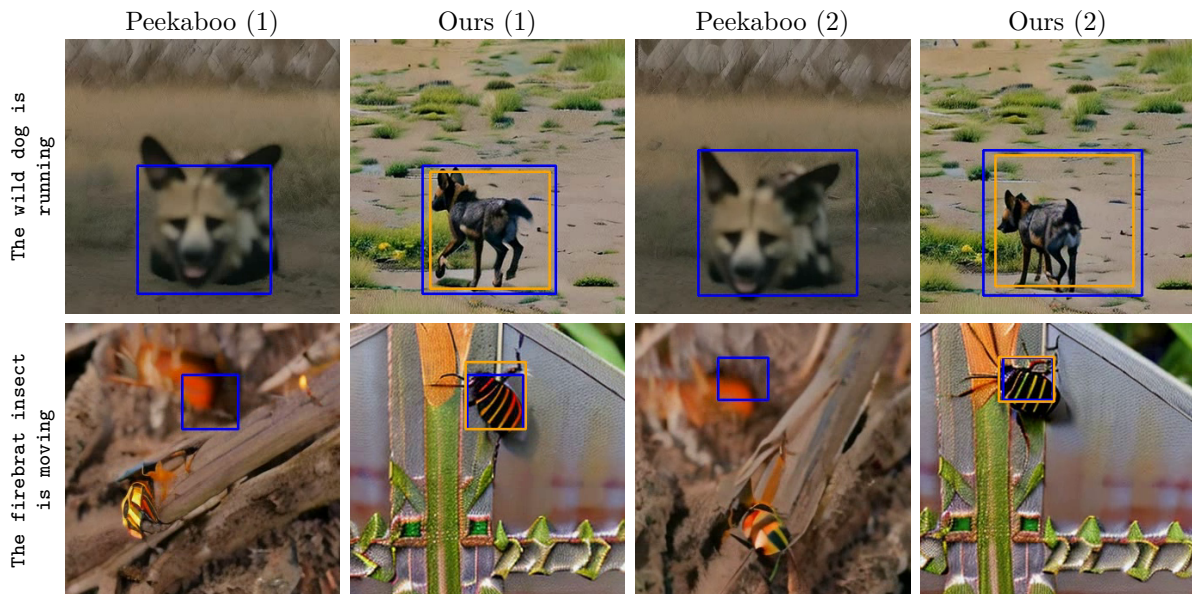 Peekaboo (1)
Ours (1)
Peekaboo (2)
Ours (2)
The wild dog is
running
The firebrat insect
is moving